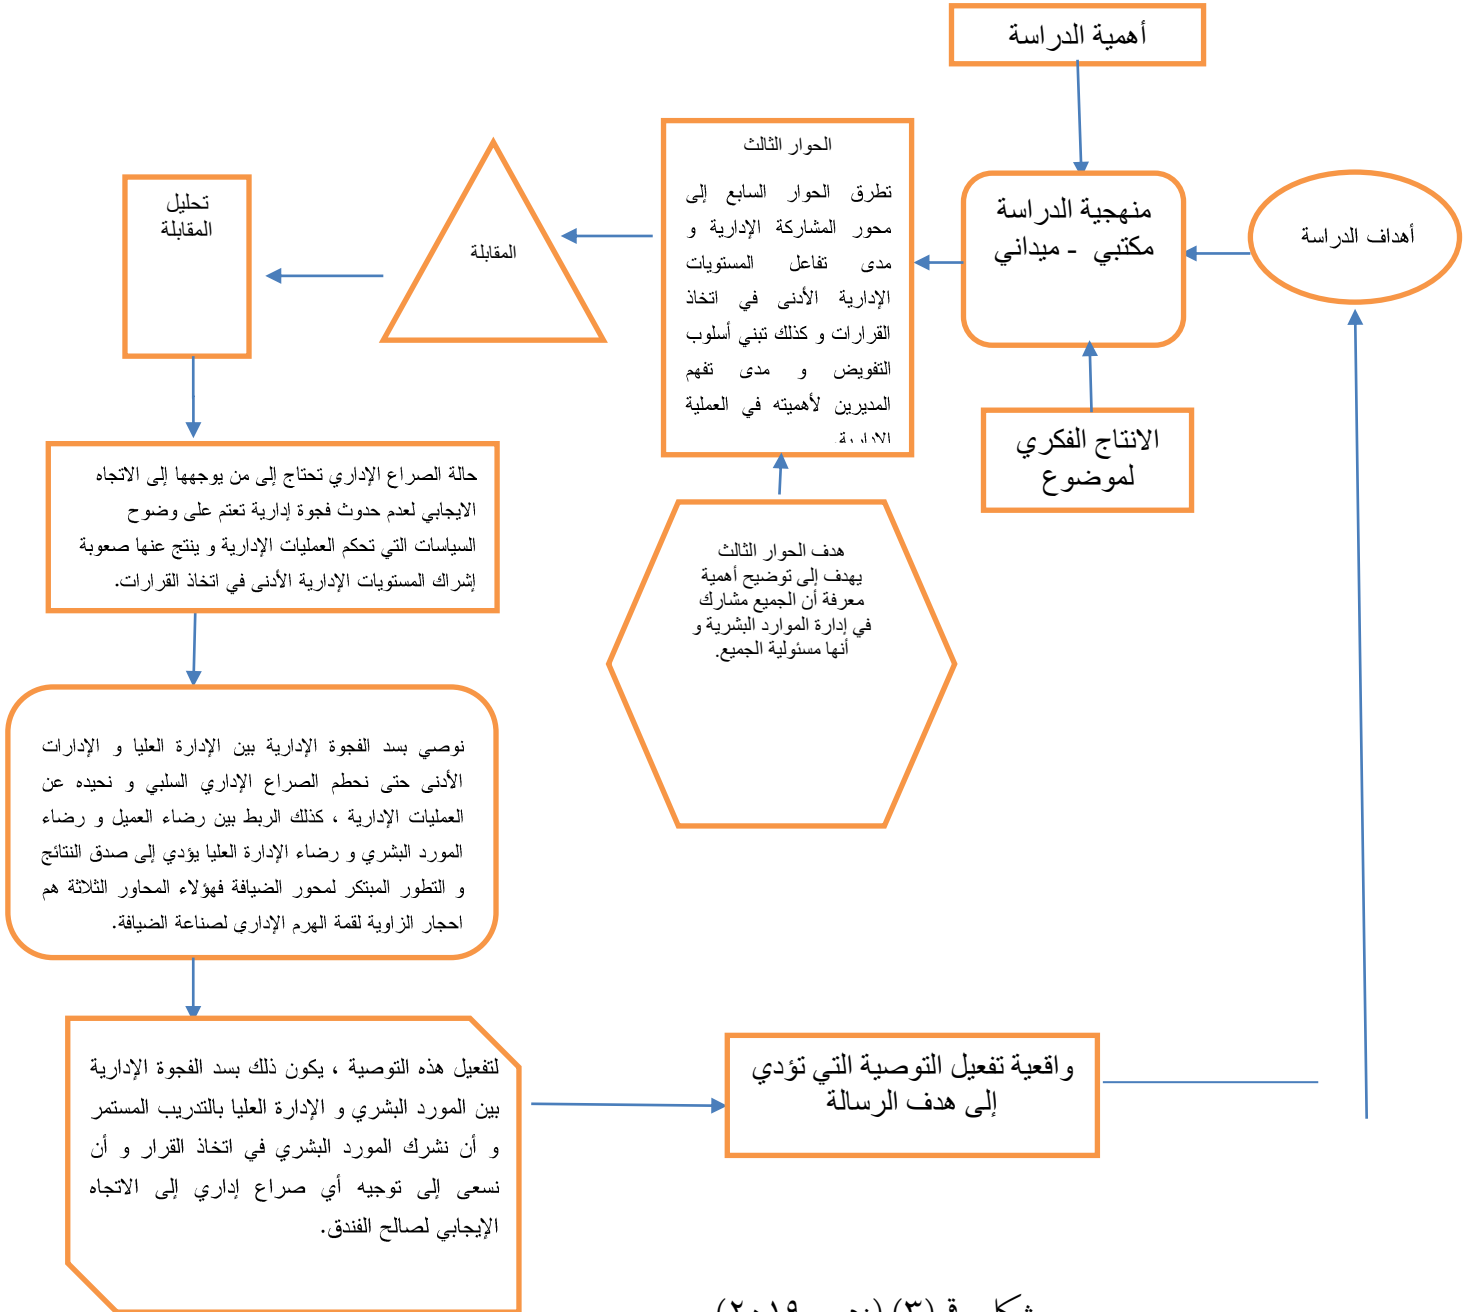 أهمية الدراسة
أهداف الدراسة
منهجية الدراسة
مكتبي - ميداني
الانتاج الفكري
لموضوع
الحوار الثالث
تطرق الحوار السابع إلى
محور المشاركة الإدارية و
مدى تفاعل المستويات
الإدارية الأدنى في اتخاذ
القرارات و كذلك تبني أسلوب
التفويض و مدى تفهم
المديرين لأهميته في العملية
الإدارية.
هدف الحوار الثالث
يهدف إلى توضيح أهمية
معرفة أن الجميع مشارك
في إدارة الموارد البشرية و
أنها مسئولية الجميع.
المقابلة
تحليل
المقابلة
حالة الصراع الإداري تحتاج إلى من يوجهها إلى الاتجاه
الايجابي لعدم حدوث فجوة إدارية تعتم على وضوح
السياسات التي تحكم العمليات الإدارية و ينتج عنها صعوبة
إشراك المستويات الإدارية الأدنى في اتخاذ القرارات.
نوصي بسد الفجوة الإدارية بين الإدارة العليا و الإدارات
الأدنى حتى نحطم الصراع الإداري السلبي و نحيده عن
العمليات الإدارية ، كذلك الربط بين رضاء العميل و رضاء
المورد البشري و رضاء الإدارة العليا يؤدي إلى صدق النتائج
و التطور المبتكر لمحور الضيافة فهؤلاء المحاور الثلاثة هم
احجار الزاوية لقمة الهرم الإداري لصناعة الضيافة.
لتفعيل هذه التوصية ، يكون ذلك بسد الفجوة الإدارية
بين المورد البشري و الإدارة العليا بالتدريب المستمر
و أن نشرك المورد البشري في اتخاذ القرار و أن
نسعى إلى توجيه أي صراع إداري إلى الاتجاه
الإيجابي لصالح الفندق.
واقعية تفعيل التوصية التي تؤدي
إلى هدف الرسالة
(٣) ٢٠١٩)